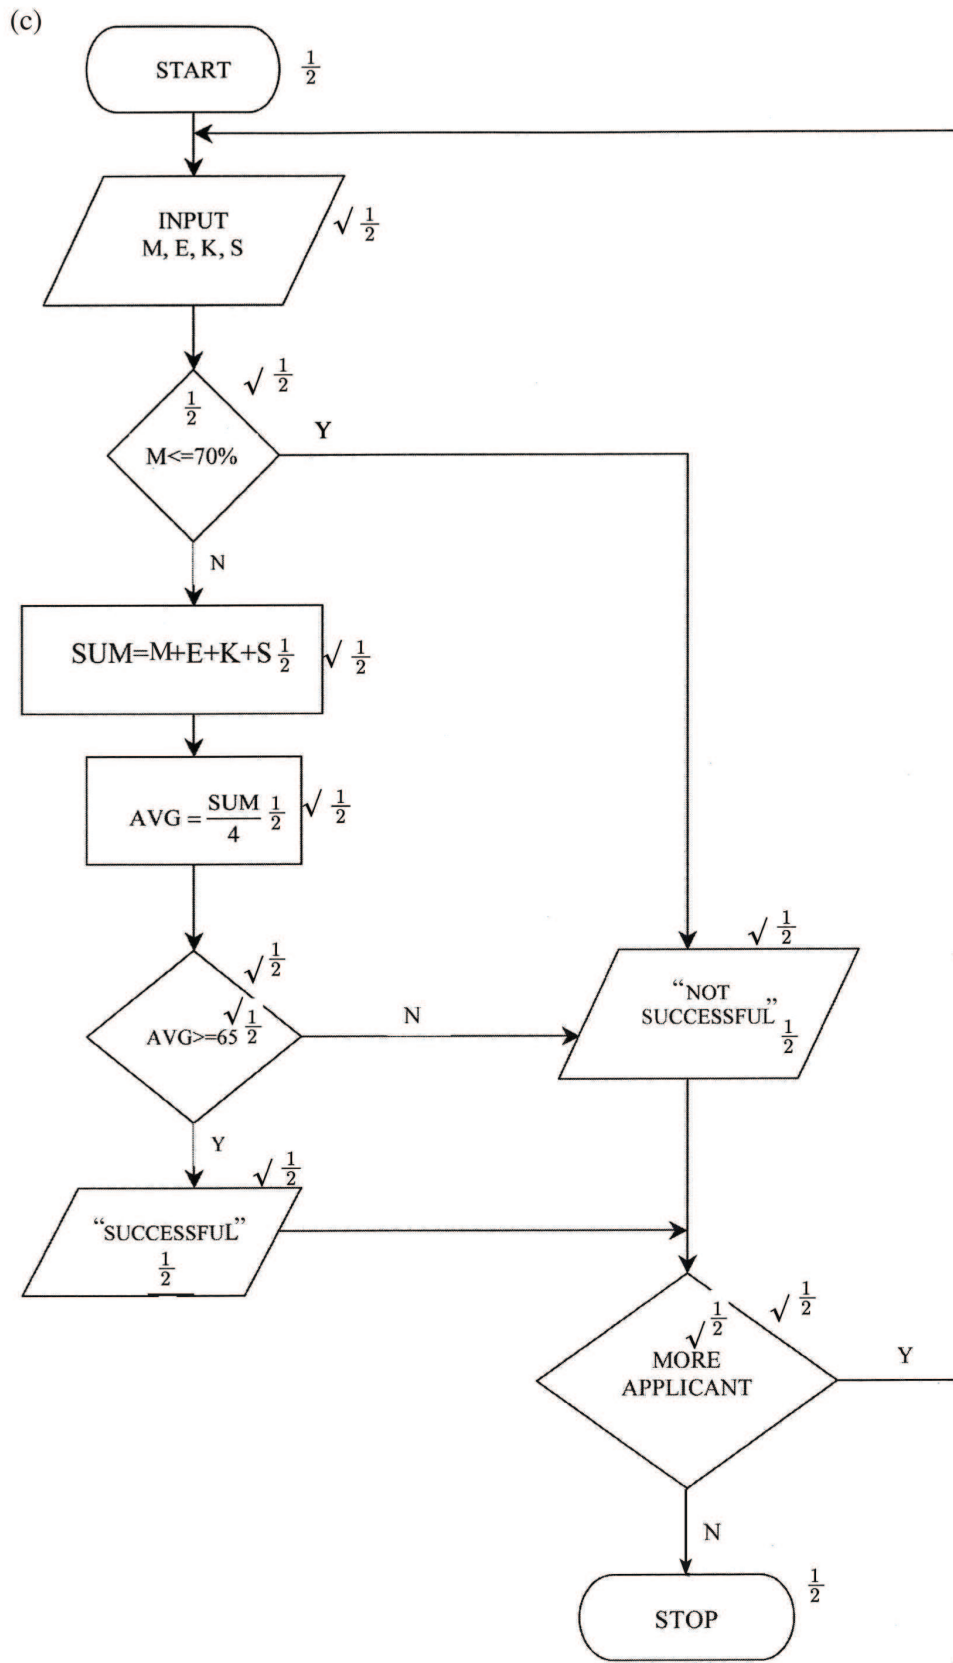 (c)
START ½
INPUT √ ½
M, E, K, S
√ ½
½
M<=70%
Y
N
SUM=M+E+K+S ½ √ ½
AVG = SUM/4 ½ √ ½
√ ½
√ ½
AVG>=65
N
√ ½
“NOT
SUCCESSFUL”
½
Y
√ ½
“SUCCESSFUL”
½
√ ½
√ ½
MORE
APPLICANT
Y
N
STOP ½